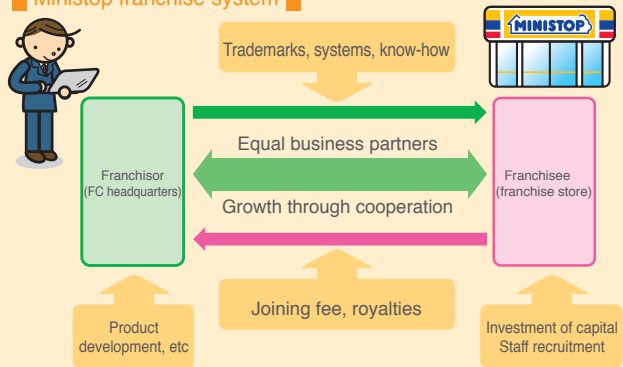 Ministop franchise system
MINISTOP
Trademarks, systems, know-how
Equal business partners
Franchisor
(FC headquarters)
Franchisee
(franchise store)
Growth through cooperation
Joining fee, royalties
Product
development, etc
Investment of capital
Staff recruitment